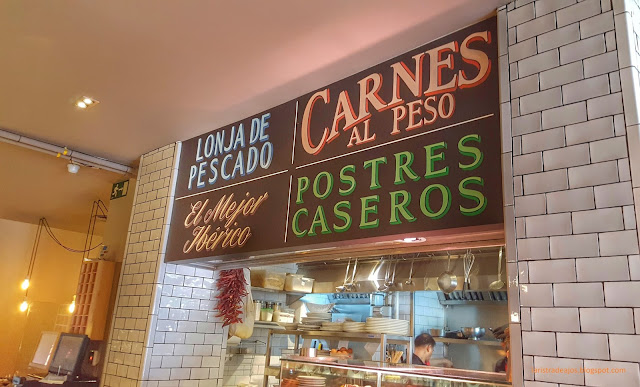 LONJA DE
PESCADO
CARNES
AL PESO
El Mejor
Ibérico
POSTRES
CASEROS